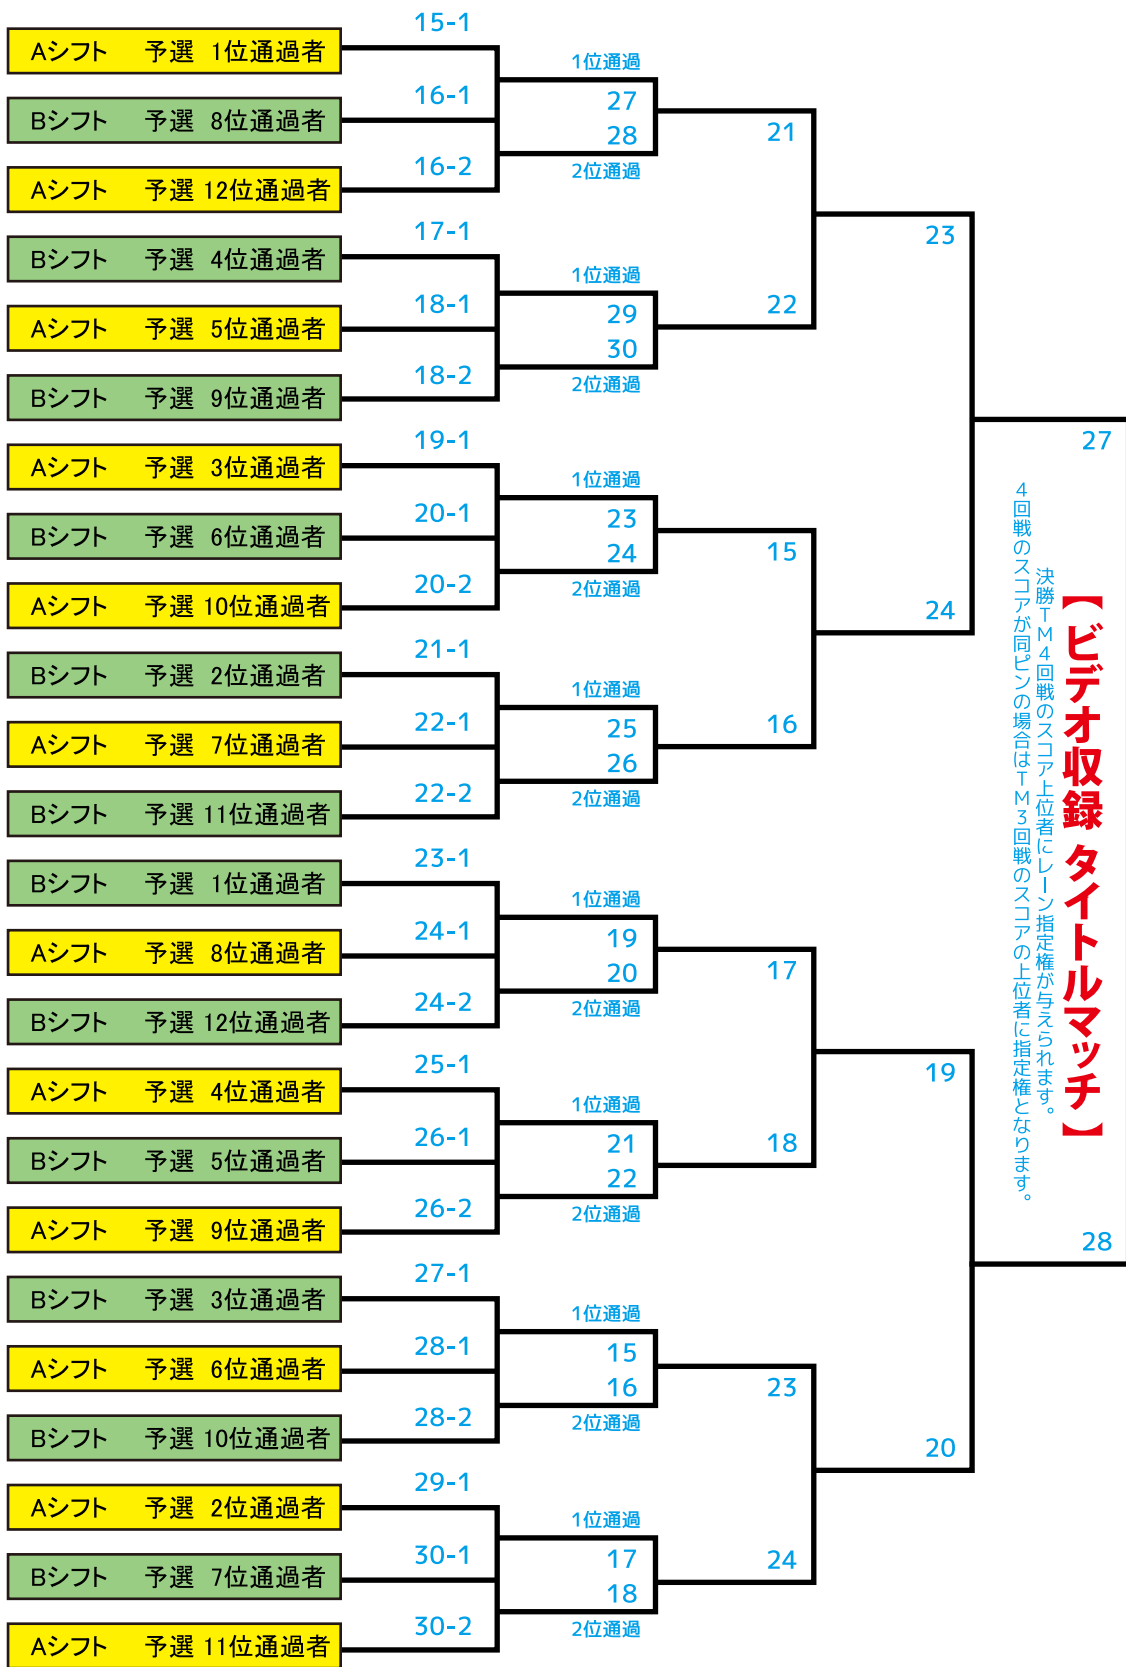 15-1
Aシフト 予選 1位通過者
1位通過
16-1
27
Bシフト 予選 8位通過者
28
21
16-2
2位通過
Aシフト 予選 12位通過者
17-1
23
Bシフト 予選 4位通過者
1位通過
18-1
29
22
Aシフト 予選 5位通過者
30
18-2
2位通過
Bシフト 予選 9位通過者
19-1
27
Aシフト 予選 3位通過者
1位通過
20-1
23
Bシフト 予選 6位通過者
24
15
20-2
2位通過
Aシフト 予選 10位通過者
24
21-1
Bシフト 予選 2位通過者
1位通過
22-1
25
16
Aシフト 予選 7位通過者
26
22-2
2位通過
Bシフト 予選 11位通過者
【 ビデオ収録 タイトルマッチ 】
決勝TM4回戦のスコア上位者にレーン指定権が与えられます。
4回戦のスコアが同ピンの場合はTM3回戦のスコアの上位者に指定権となります。
23-1
Bシフト 予選 1位通過者
1位通過
24-1
19
Aシフト 予選 8位通過者
20
17
24-2
2位通過
Bシフト 予選 12位通過者
25-1
19
Aシフト 予選 4位通過者
1位通過
26-1
21
18
Bシフト 予選 5位通過者
22
26-2
2位通過
Aシフト 予選 9位通過者
28
27-1
Bシフト 予選 3位通過者
1位通過
28-1
15
Aシフト 予選 6位通過者
16
23
28-2
2位通過
Bシフト 予選 10位通過者
20
29-1
Aシフト 予選 2位通過者
1位通過
30-1
17
24
Bシフト 予選 7位通過者
18
30-2
2位通過
Aシフト 予選 11位通過者